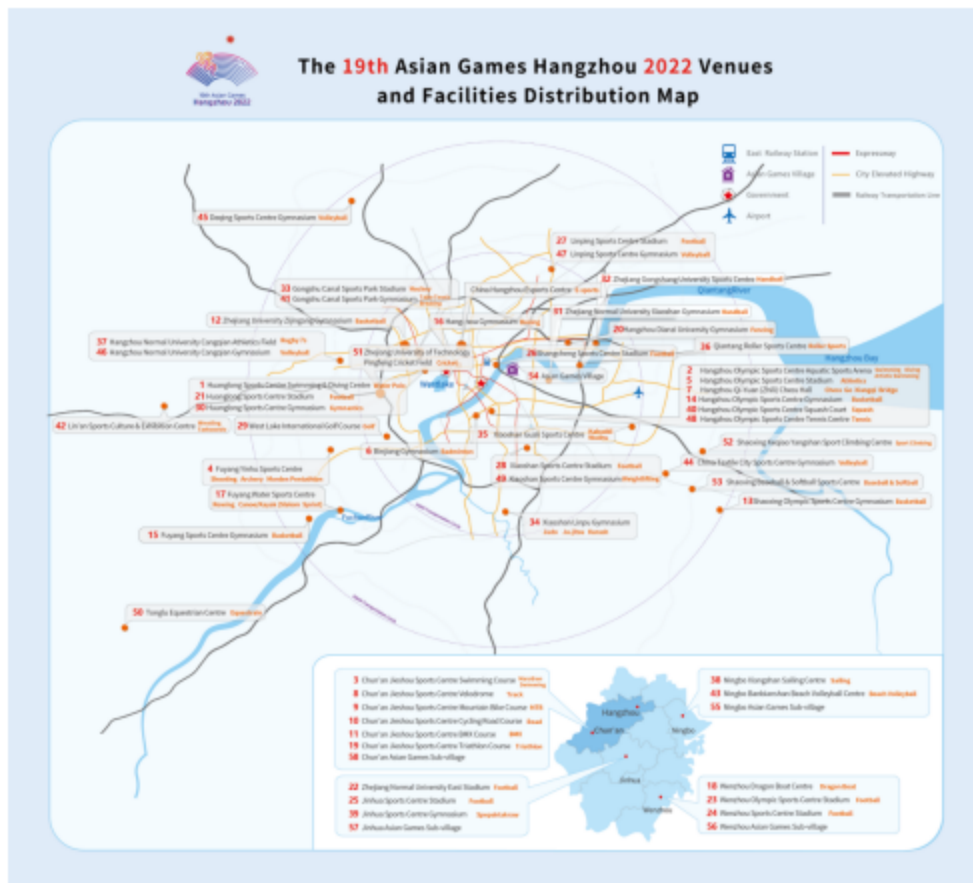 19th Asian Games
Hangzhou 2022
The 19th Asian Games Hangzhou 2022 Venues
and Facilities Distribution Map
East Railway Station
Expressway
Asian Games Village
City Elevated Highway
Government
Railway Transportation Line
Airport
45 Deqing Sports Centre Gymnasium Volleyball
27 Linping Sports Centre Stadium Football
47 Linping Sports Centre Gymnasium Volleyball
32 Zhejiang Gongshang University Sports Centre Handball
33 Gongshu Canal Sports Park Stadium Hockey
41 Gongshu Canal Sports Park Gymnasium
China Hangzhou Esports Centre E-sports
Qiantang River
12 Zhejiang University Zijingang Gymnasium Basketball
16 Hangzhou Gymnasium Boxing
31 Zhejiang Normal University Xiaoshan Gymnasium Handball
20 Hangzhou Dianzi University Gymnasium Fencing
37 Hangzhou Normal University Cangqian Athletics Field Rugby 7s
46 Hangzhou Normal University Cangqian Gymnasium Volleyball
51 Zhejiang University of Technology
Pingfeng Cricket Field Cricket
26 Shangcheng Sports Centre Stadium Football
36 Qiantang Roller Sports Centre Roller Sports
Hangzhou Bay
54 Asian Games Village
West Lake
1 Huanglong Sports Centre Swimming & Diving Centre Water Polo
21 Huanglong Sports Centre Stadium Football
30 Huanglong Sports Centre Gymnasium Gymnastics
2 Hangzhou Olympic Sports Centre Aquatic Sports Arena
5 Hangzhou Olympic Sports Centre Stadium Athletics
7 Hangzhou Qi-Yuan (Zhili) Chess Hall Chess Go Xiangqi Bridge
14 Hangzhou Olympic Sports Centre Gymnasium Basketball
40 Hangzhou Olympic Sports Centre Squash Court Squash
48 Hangzhou Olympic Sports Centre Tennis Centre Tennis
42 Lin'an Sports Culture & Exhibition Centre
29 West Lake International Golf Course Golf
35 Xiaoshan Guali Sports Centre
6 Binjiang Gymnasium Badminton
52 Shaoxing Keqiao Yangshan Sport Climbing Centre Sport Climbing
4 Fuyang Yinhu Sports Centre
Shooting Archery Modern Pentathlon
28 Xiaoshan Sports Centre Stadium Football
49 Xiaoshan Sports Centre Gymnasium Weightlifting
44 China Textile City Sports Centre Gymnasium Volleyball
53 Shaoxing Baseball & Softball Sports Centre Baseball & Softball
17 Fuyang Water Sports Centre
Rowing Canoe/Kayak (Slalom Sprint)
13 Shaoxing Olympic Sports Centre Gymnasium Basketball
15 Fuyang Sports Centre Gymnasium Basketball
34 Xiaoshan Linpu Gymnasium
Judo Ju-jitsu Kurash
50 Tonglu Equestrian Centre Equestrian
3 Chun'an Jieshou Sports Centre Swimming Course Marathon Swimming
8 Chun'an Jieshou Sports Centre Velodrome Track
9 Chun'an Jieshou Sports Centre Mountain Bike Course MTB
10 Chun'an Jieshou Sports Centre Cycling Road Course Road
11 Chun'an Jieshou Sports Centre BMX Course BMX
19 Chun'an Jieshou Sports Centre Triathlon Course Triathlon
58 Chun'an Asian Games Sub-village
38 Ningbo Xiangshan Sailing Centre Sailing
43 Ningbo Banbianshan Beach Volleyball Centre Beach Volleyball
55 Ningbo Asian Games Sub-village
Hangzhou
Chun'an
Ningbo
Jinhua
Wenzhou
22 Zhejiang Normal University East Stadium Football
25 Jinhua Sports Centre Stadium Football
39 Jinhua Sports Centre Gymnasium Sepaktakraw
57 Jinhua Asian Games Sub-village
18 Wenzhou Dragon Boat Centre Dragon Boat
23 Wenzhou Olympic Sports Centre Stadium Football
24 Wenzhou Sports Centre Stadium Football
56 Wenzhou Asian Games Sub-village